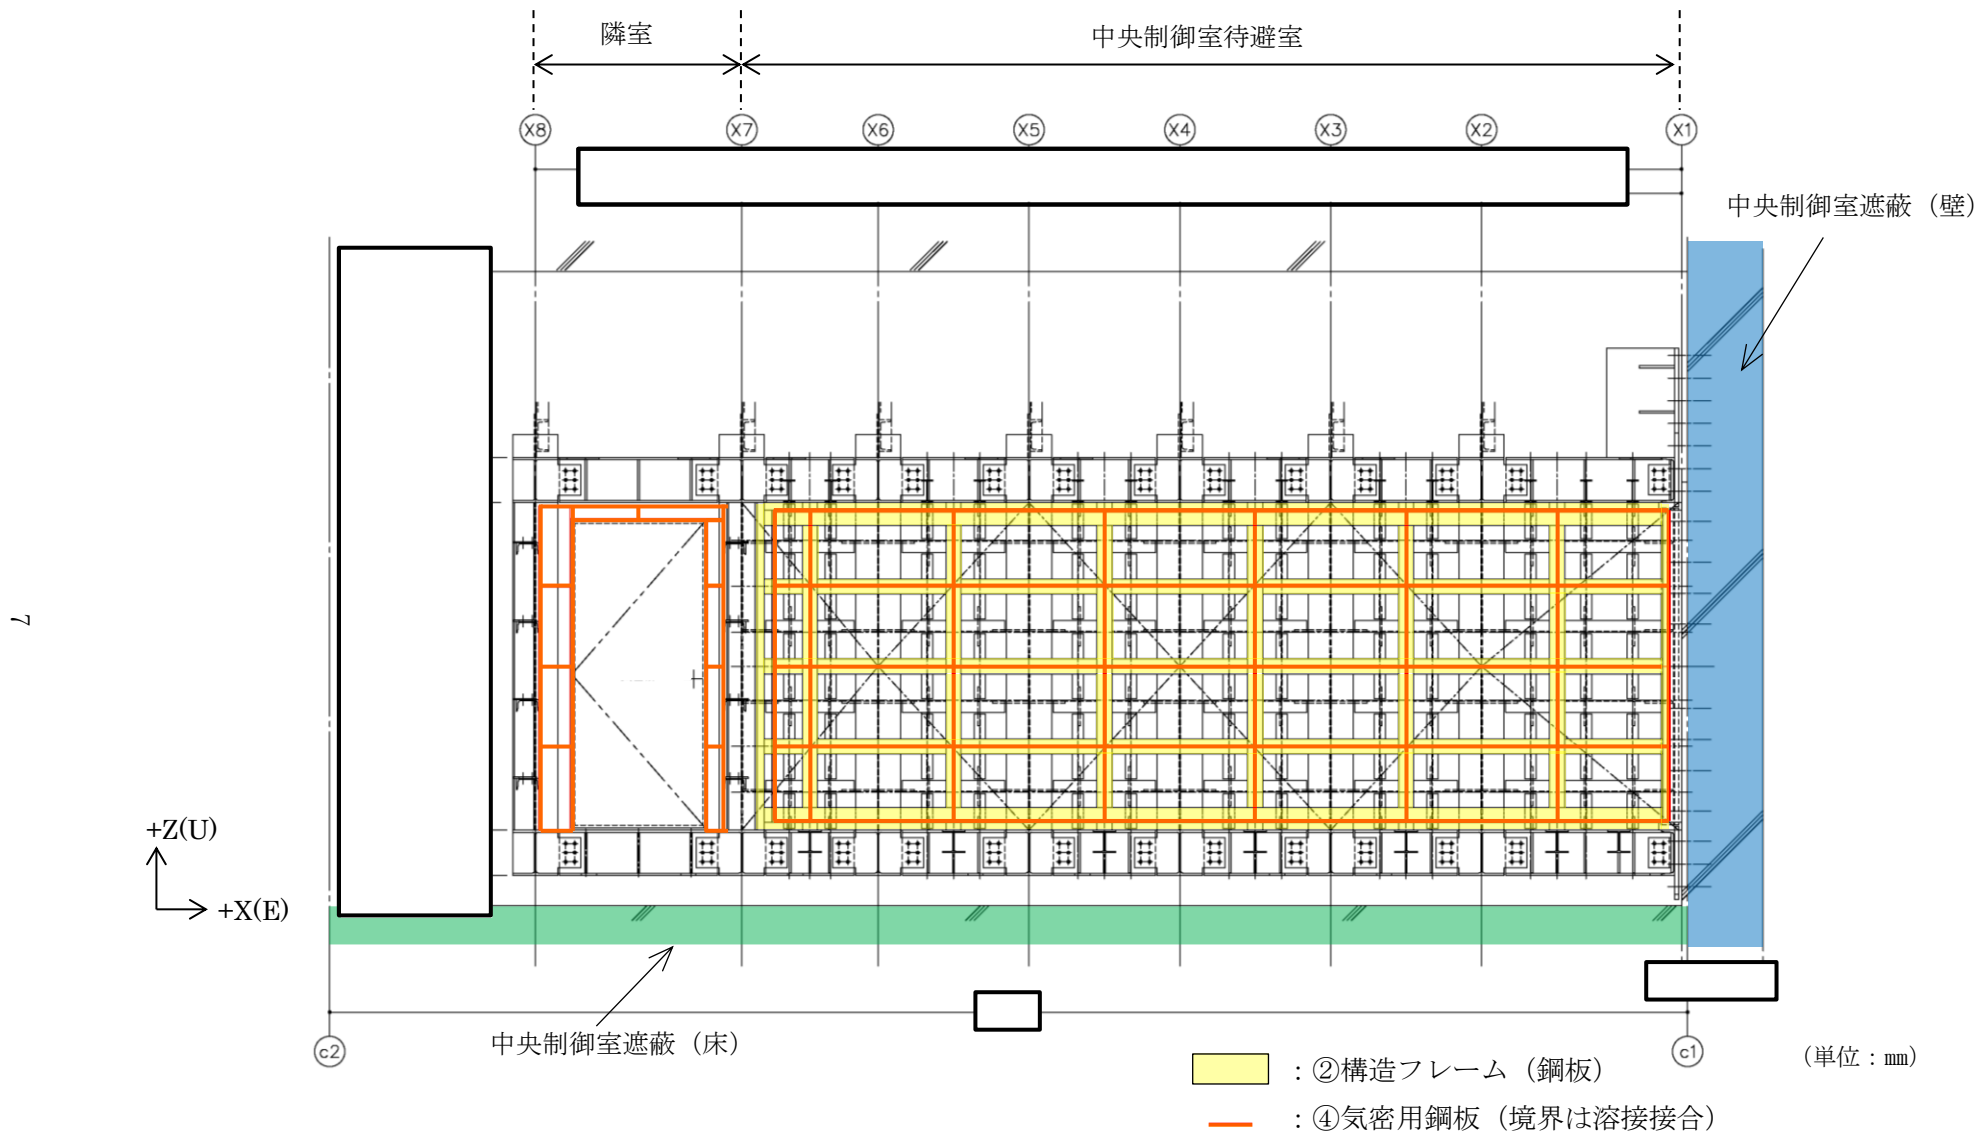 隣室
中央制御室待避室
X8 X7 X6 X5 X4 X3 X2 X1
中央制御室遮蔽（壁）
7
+Z(U)
+X(E)
中央制御室遮蔽（床）
c2
c1
（単位：㎜）
：②構造フレーム（鋼板）
：④気密用鋼板（境界は溶接接合）